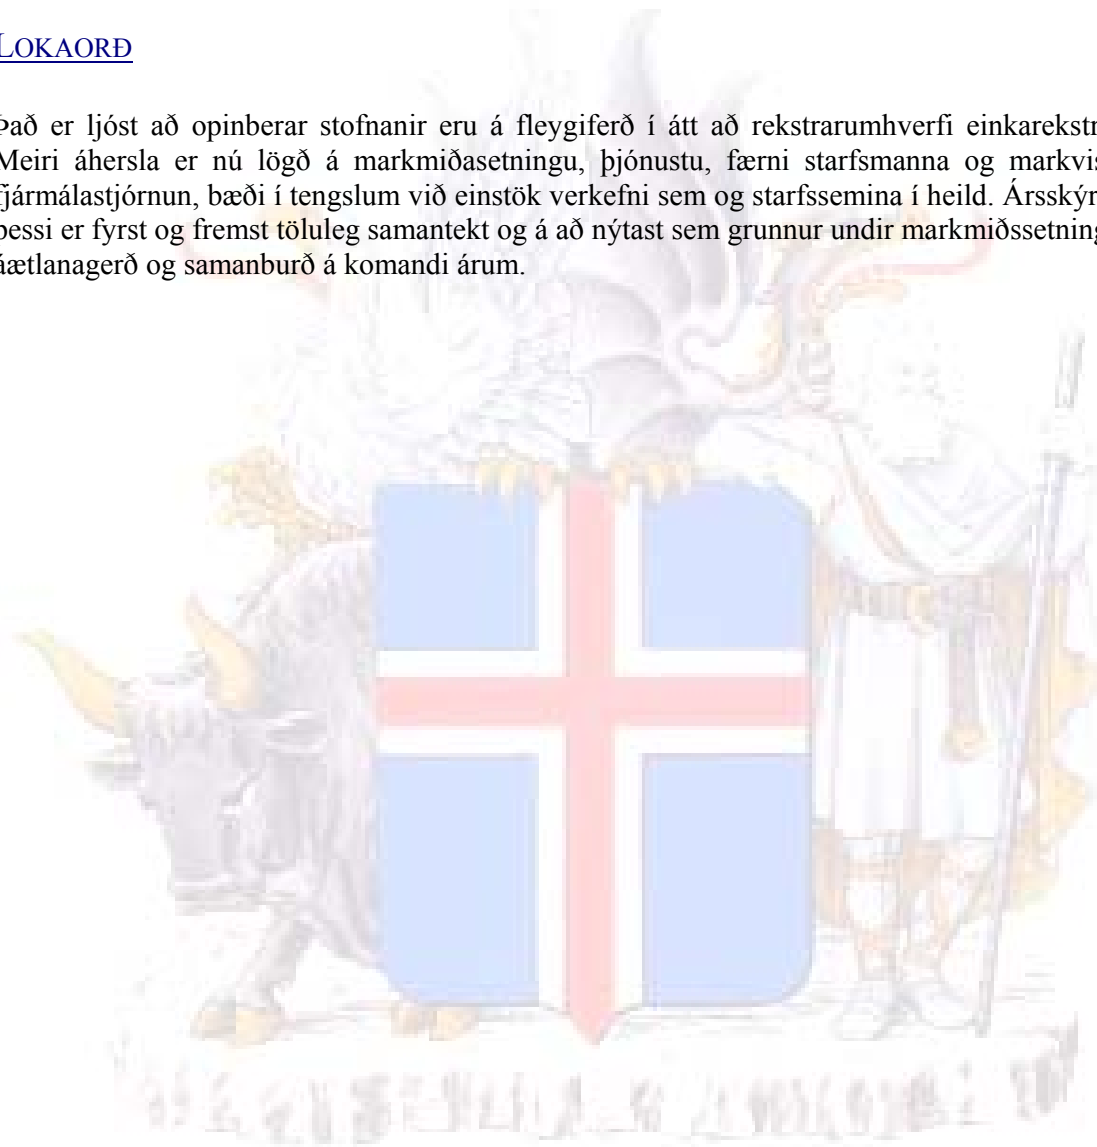 LOKAORÐ
Það er ljóst að opinberar stofnanir eru á fleygiferð í átt að rekstrarumhverfi einkarekstr
Meiri áhersla er nú lögð á markmiðasetningu, þjónustu, færni starfsmanna og markvis
fjármálastjórnun, bæði í tengslum við einstök verkefni sem og starfssemina í heild. Ársskýr
þessi er fyrst og fremst töluleg samantekt og á að nýtast sem grunnur undir markmiðssetning
áætlanagerð og samanburð á komandi árum.